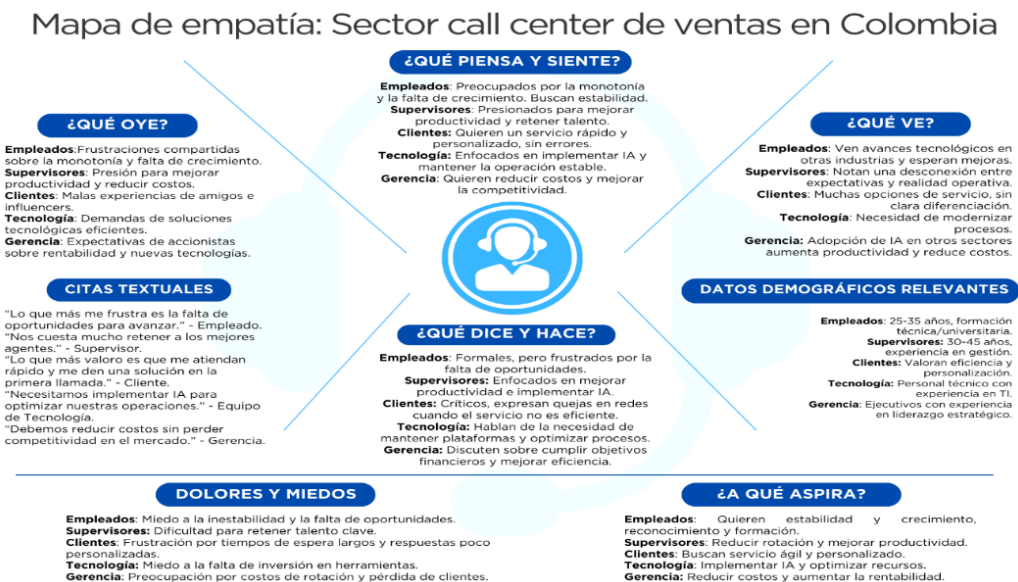 Mapa de empatía: Sector call center de ventas en Colombia
¿QUÉ PIENSA Y SIENTE?
Empleados: Preocupados por la monotonía
y la falta de crecimiento. Buscan estabilidad.
Supervisores: Presionados para mejorar
productividad y retener talento.
Clientes: Quieren un servicio rápido y
personalizado, sin errores.
Tecnología: Enfocados en implementar IA y
mantener la operación estable.
Gerencia: Quieren reducir costos y mejorar
la competitividad.
¿QUÉ OYE?
Empleados:Frustraciones compartidas
sobre la monotonía y falta de crecimiento.
Supervisores: Presión para mejorar
productividad y reducir costos.
Clientes: Malas experiencias de amigos e
influencers.
Tecnología: Demandas de soluciones
tecnológicas eficientes.
Gerencia: Expectativas de accionistas
sobre rentabilidad y nuevas tecnologías.
¿QUÉ VE?
Empleados: Ven avances tecnológicos en
otras industrias y esperan mejoras.
Supervisores: Notan una desconexión entre
expectativas y realidad operativa.
Clientes: Muchas opciones de servicio, sin
clara diferenciación.
Tecnología: Necesidad de modernizar
procesos.
Gerencia: Adopción de IA en otros sectores
aumenta productividad y reduce costos.
CITAS TEXTUALES
“Lo que más me frustra es la falta de
oportunidades para avanzar.” - Empleado.
“Nos cuesta mucho retener a los mejores
agentes.” - Supervisor.
“Lo que más valoro es que me atiendan
rápido y me den una solución en la
primera llamada.” - Cliente.
“Necesitamos implementar IA para
optimizar nuestras operaciones.” - Equipo
de Tecnología.
“Debemos reducir costos sin perder
competitividad en el mercado.” - Gerencia.
¿QUÉ DICE Y HACE?
Empleados: Formales, pero frustrados por la
falta de oportunidades.
Supervisores: Enfocados en mejorar
productividad e implementar IA.
Clientes: Críticos, expresan quejas en redes
cuando el servicio no es eficiente.
Tecnología: Hablan de la necesidad de
mantener plataformas y optimizar procesos.
Gerencia: Discuten sobre cumplir objetivos
financieros y mejorar eficiencia.
DATOS DEMOGRÁFICOS RELEVANTES
Empleados: 25-35 años, formación
técnica/universitaria.
Supervisores: 30-45 años,
experiencia en gestión.
Clientes: Valoran eficiencia y
personalización.
Tecnología: Personal técnico con
experiencia en TI.
Gerencia: Ejecutivos con experiencia
en liderazgo estratégico.
DOLORES Y MIEDOS
Empleados: Miedo a la inestabilidad y la falta de oportunidades.
Supervisores: Dificultad para retener talento clave.
Clientes: Frustración por tiempos de espera largos y respuestas poco
personalizadas.
Tecnología: Miedo a la falta de inversión en herramientas.
Gerencia: Preocupación por costos de rotación y pérdida de clientes.
¿A QUÉ ASPIRA?
Empleados: Quieren estabilidad y crecimiento,
reconocimiento y formación.
Supervisores: Reducir rotación y mejorar productividad.
Clientes: Buscan servicio ágil y personalizado.
Tecnología: Implementar IA y optimizar recursos.
Gerencia: Reducir costos y aumentar la rentabilidad.